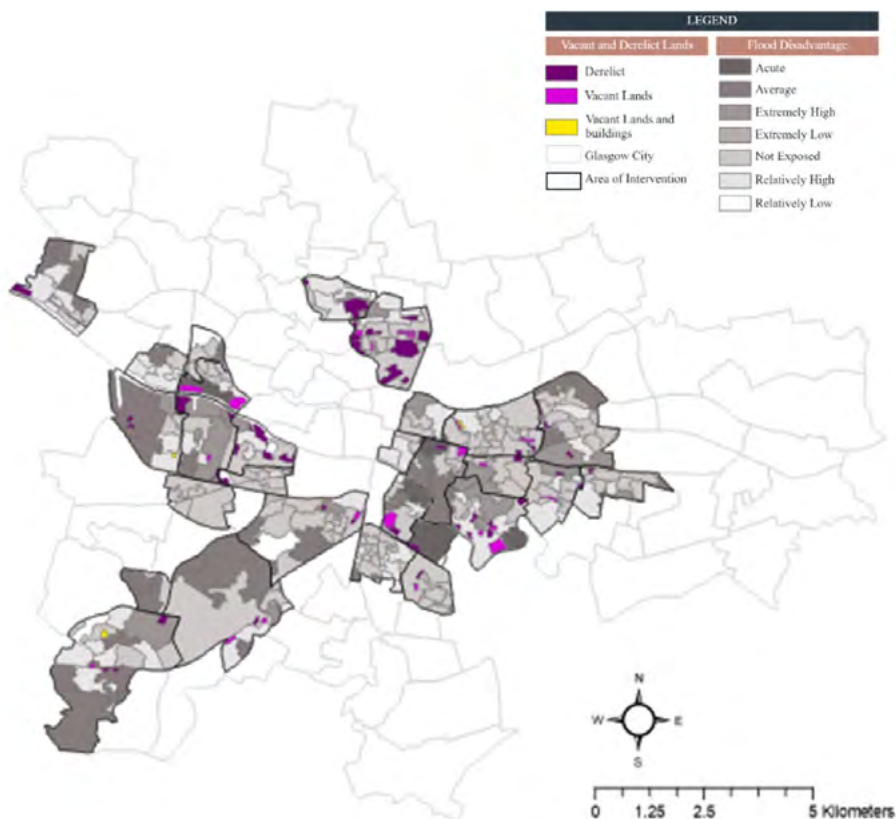 LEGEND
Vacant and Derelict Lands
Derelict
Vacant Lands
Vacant Lands and
buildings
Glasgow City
Area of Intervention
Flood Disadvantage
Acute
Average
Extremely High
Extremely Low
Not Exposed
Relatively High
Relatively Low
N
W E
S
0 1.25 2.5 5 Kilometers